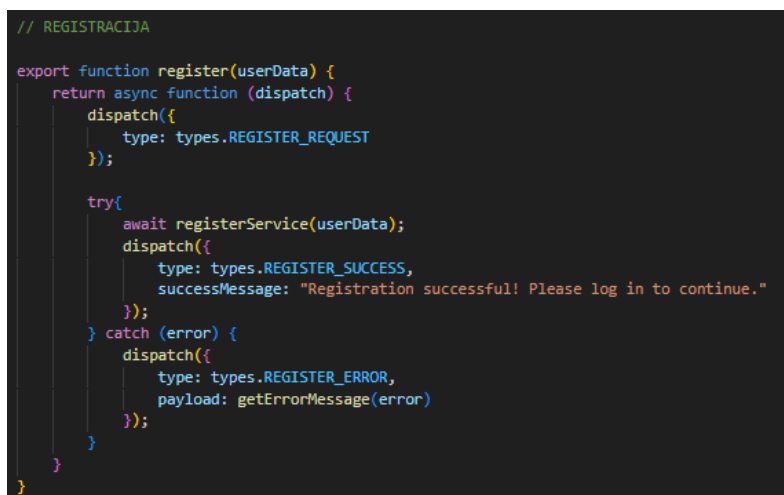 // REGISTRACIJA
export function register(userData) {
    return async function (dispatch) {
        dispatch({
            type: types.REGISTER_REQUEST
        });
        try{
            await registerService(userData);
            dispatch({
                type: types.REGISTER_SUCCESS,
                successMessage: "Registration successful! Please log in to continue."
            });
        } catch (error) {
            dispatch({
                type: types.REGISTER_ERROR,
                payload: getErrorMessage(error)
            });
        }
    }
}